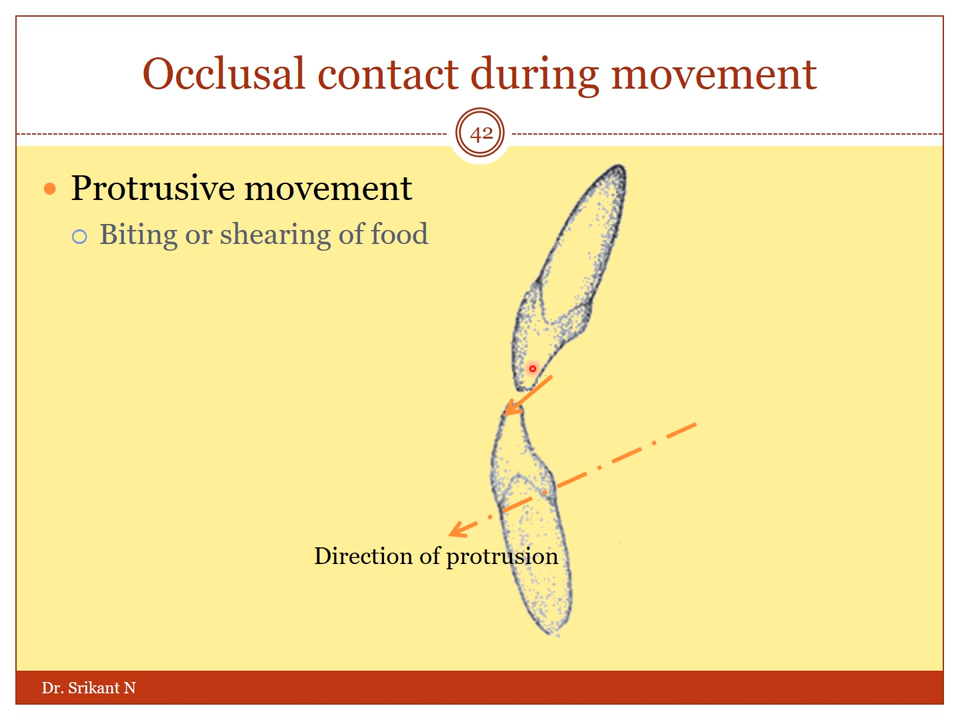 Occlusal contact during movement
42
Protrusive movement
Biting or shearing of food
Direction of protrusion
Dr. Srikant N